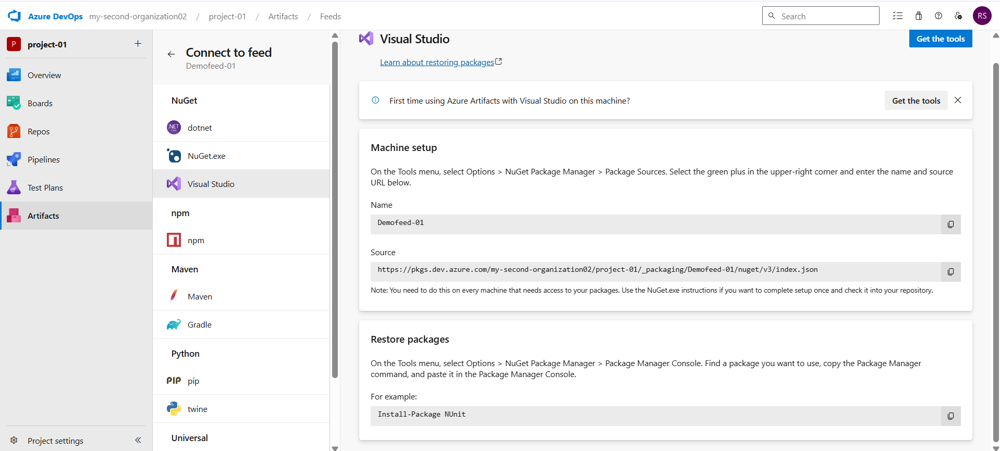 Azure DevOps my-second-organization02 / project-01 / Artifacts / Feeds
Search
RS
P project-01
Overview
Boards
Repos
Pipelines
Test Plans
Artifacts
Project settings
Connect to feed
Demofeed-01
NuGet
.NET
Core
dotnet
NuGet.exe
Visual Studio
npm
npm
Maven
Maven
Gradle
Python
PIP pip
twine
Universal
Visual Studio
Get the tools
Learn about restoring packages
First time using Azure Artifacts with Visual Studio on this machine?
Get the tools
Machine setup
On the Tools menu, select Options > NuGet Package Manager > Package Sources. Select the green plus in the upper-right corner and enter the name and source
URL below.
Name
Demofeed-01
Source
https://pkgs.dev.azure.com/my-second-organization02/project-01/_packaging/Demofeed-01/nuget/v3/index.json
Note: You need to do this on every machine that needs access to your packages. Use the NuGet.exe instructions if you want to complete setup once and check it into your repository.
Restore packages
On the Tools menu, select Options > NuGet Package Manager > Package Manager Console. Find a package you want to use, copy the Package Manager
command, and paste it in the Package Manager Console.
For example:
Install-Package NUnit